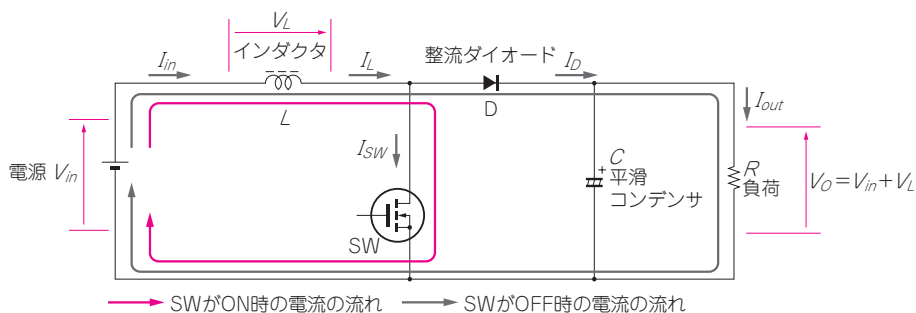 V_L
インダクタ
I_in
I_L
整流ダイオード
I_D
L
D
I_out
電源 V_in
I_SW
SW
C
+
平滑
コンデンサ
R
負荷
V_O=V_in+V_L
SWがON時の電流の流れ
SWがOFF時の電流の流れ